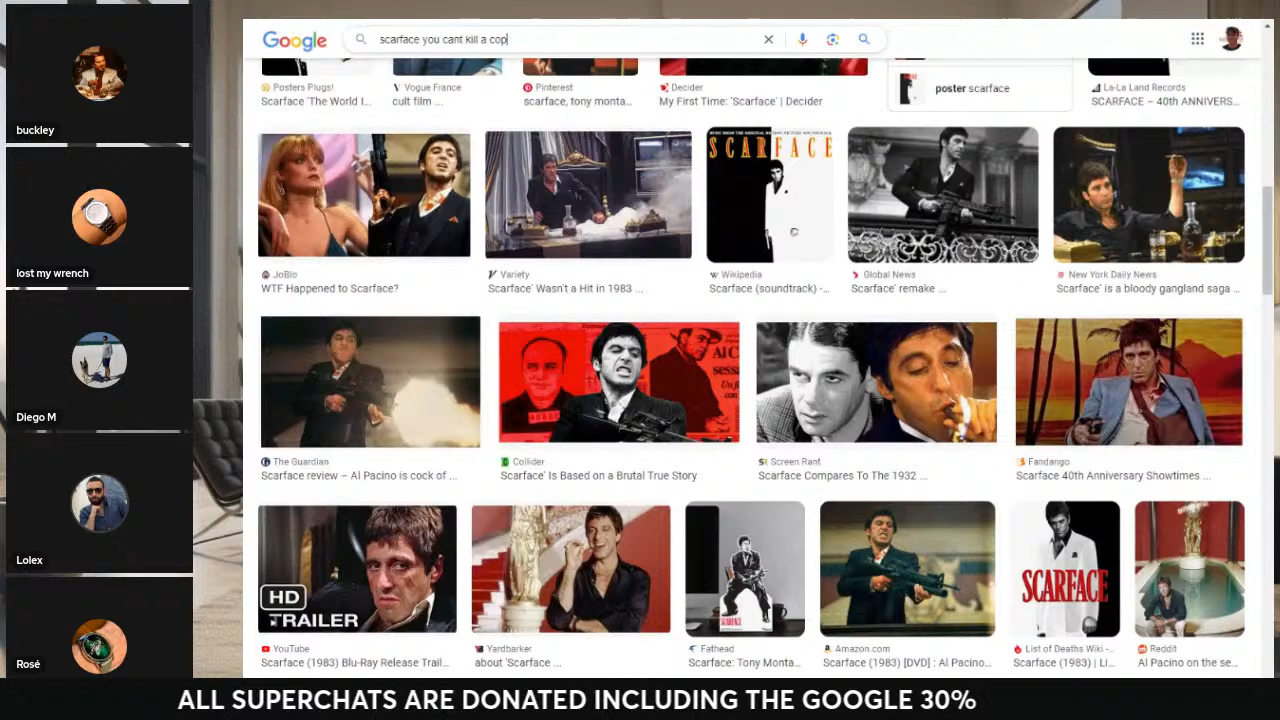 buckley
lost my wrench
Diego M
Lolex
Rosé
Google
scarface you cant kill a cop
Posters Plugs!
Scarface 'The World I...
Vogue France
cult film ...
Pinterest
scarface, tony monta...
Decider
My First Time: 'Scarface' | Decider
poster scarface
La-La Land Records
SCARFACE – 40th ANNIVERS...
SCARFACE
JoBlo
WTF Happened to Scarface?
Variety
Scarface' Wasn't a Hit in 1983 ...
Wikipedia
Scarface (soundtrack) -...
Global News
Scarface' remake ...
New York Daily News
Scarface' is a bloody gangland saga ...
The Guardian
Scarface review – Al Pacino is cock of ...
Collider
Scarface' Is Based on a Brutal True Story
Screen Rant
Scarface Compares To The 1932 ...
Fandango
Scarface 40th Anniversary Showtimes ...
HD
TRAILER
SCARFACE
YouTube
Scarface (1983) Blu-Ray Release Trail...
Yardbarker
about 'Scarface ...
Fathead
Scarface: Tony Monta...
Amazon.com
Scarface (1983) [DVD] : Al Pacino...
List of Deaths Wiki -...
Scarface (1983) | Li...
Reddit
Al Pacino on the se...
ALL SUPERCHATS ARE DONATED INCLUDING THE GOOGLE 30%